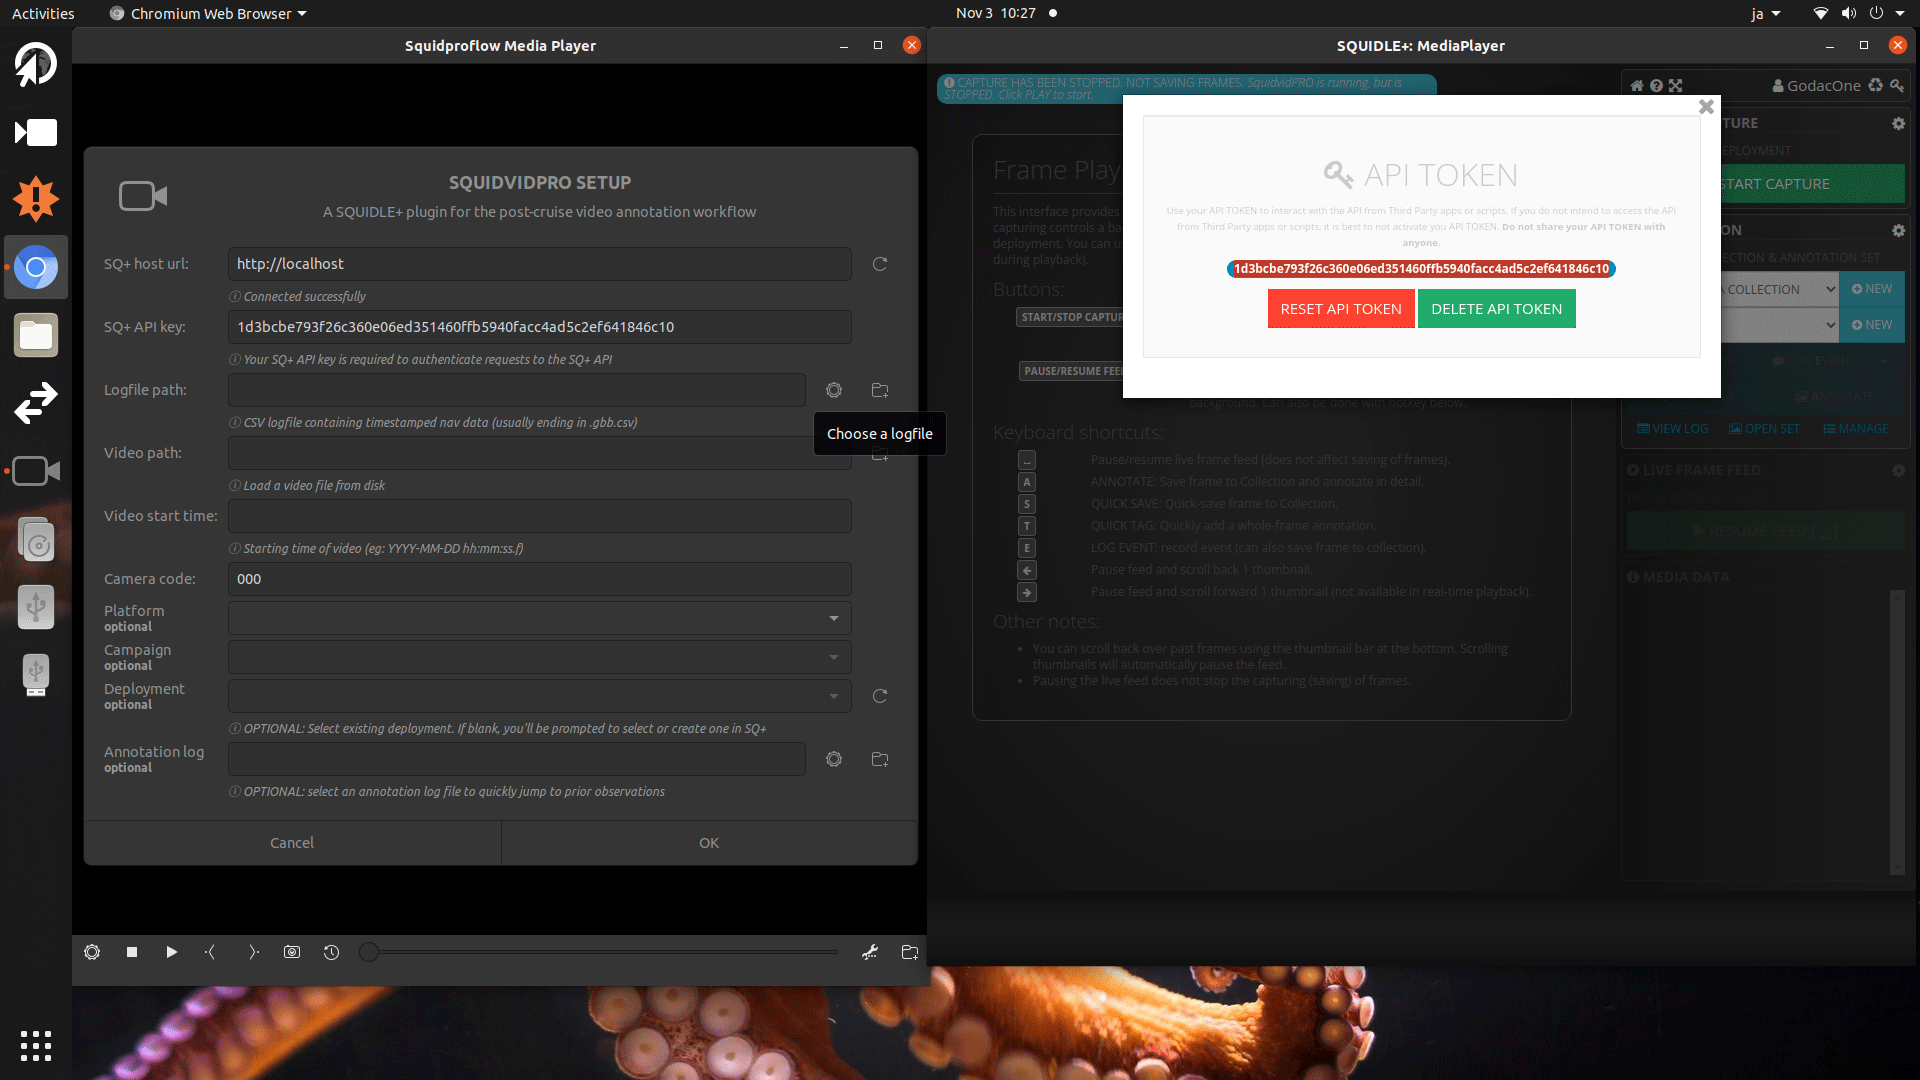 Activities
Chromium Web Browser
Nov 3 10:27
ja
Squidproflow Media Player
SQUIDVIDPRO SETUP
A SQUIDLE+ plugin for the post-cruise video annotation workflow
SQ+ host url:
http://localhost
Connected successfully
SQ+ API key:
1d3bcbe793f26c360e06ed351460ffb5940facc4ad5c2ef641846c10
Your SQ+ API key is required to authenticate requests to the SQ+ API
Logfile path:
CSV logfile containing timestamped nav data (usually ending in .gbb.csv)
Choose a logfile
Video path:
Load a video file from disk
Video start time:
Starting time of video (eg: YYYY-MM-DD hh:mm:ss.f)
Camera code:
000
Platform
optional
Campaign
optional
Deployment
optional
OPTIONAL: Select existing deployment. If blank, you'll be prompted to select or create one in SQ+
Annotation log
optional
OPTIONAL: select an annotation log file to quickly jump to prior observations
Cancel
OK
SQUIDLE+: MediaPlayer
CAPTURE HAS BEEN STOPPED. NOT SAVING FRAMES. SquidvidPRO is running, but is
STOPPED. Click PLAY to start.
GodacOne
API TOKEN
Use your API TOKEN to interact with the API from Third Party apps or scripts. If you do not intend to access the API
from Third Party apps or scripts, it is best to not activate you API TOKEN. Do not share your API TOKEN with
anyone.
1d3bcbe793f26c360e06ed351460ffb5940facc4ad5c2ef641846c10
RESET API TOKEN
DELETE API TOKEN
Frame Play
This interface provides
capturing controls a ba
deployment. You can u
during playback).
Buttons:
START/STOP CAPTUR
PAUSE/RESUME FEE
background. Can also be done with hotkey below.
Keyboard shortcuts:
Pause/resume live frame feed (does not affect saving of frames).
A
ANNOTATE: Save frame to Collection and annotate in detail.
S
QUICK SAVE: Quick-save frame to Collection.
T
QUICK TAG: Quickly add a whole-frame annotation.
E
LOG EVENT: record event (can also save frame to collection).
Pause feed and scroll back 1 thumbnail.
Pause feed and scroll forward 1 thumbnail (not available in real-time playback).
Other notes:
You can scroll back over past frames using the thumbnail bar at the bottom. Scrolling
thumbnails will automatically pause the feed.
Pausing the live feed does not stop the capturing (saving) of frames.
TURE
EPLOYMENT
START CAPTURE
ON
ECTION & ANNOTATION SET
A COLLECTION
NEW
NEW
LOG EVENT
ANNOTATE
VIEW LOG
OPEN SET
MANAGE
LIVE FRAME FEED
RESUME FEED
MEDIA DATA